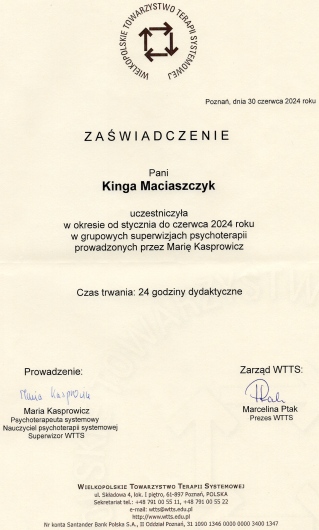 WIELKOPOLSKIE TOWARZYSTWO TERAPII SYSTEMOWEJ
Poznań, dnia 30 czerwca 2024 roku
ZAŚWIADCZENIE
Pani
Kinga Maciaszczyk
uczestniczyła
w okresie od stycznia do czerwca 2024 roku
w grupowych superwizjach psychoterapii
prowadzonych przez Marię Kasprowicz
Czas trwania: 24 godziny dydaktyczne
Prowadzenie:
Maria Kasprowicz
Maria Kasprowicz
Psychoterapeuta systemowy
Nauczyciel psychoterapii systemowej
Superwizor WTTS
Zarząd WTTS:
Ptak
Marcelina Ptak
Prezes WTTS
WIELKOPOLSKIE TOWARZYSTWO TERAPII SYSTEMOWEJ
ul. Składowa 4, lok. I piętro, 61-897 Poznań, POLSKA
Sekretariat tel.: +48 791 00 55 11, +48 791 00 55 22
e-mail: wtts@wtts.edu.pl
http://www.wtts.edu.pl
Nr konta Santander Bank Polska S.A., II Oddział Poznań, 31 1090 1346 0000 0000 3400 1347